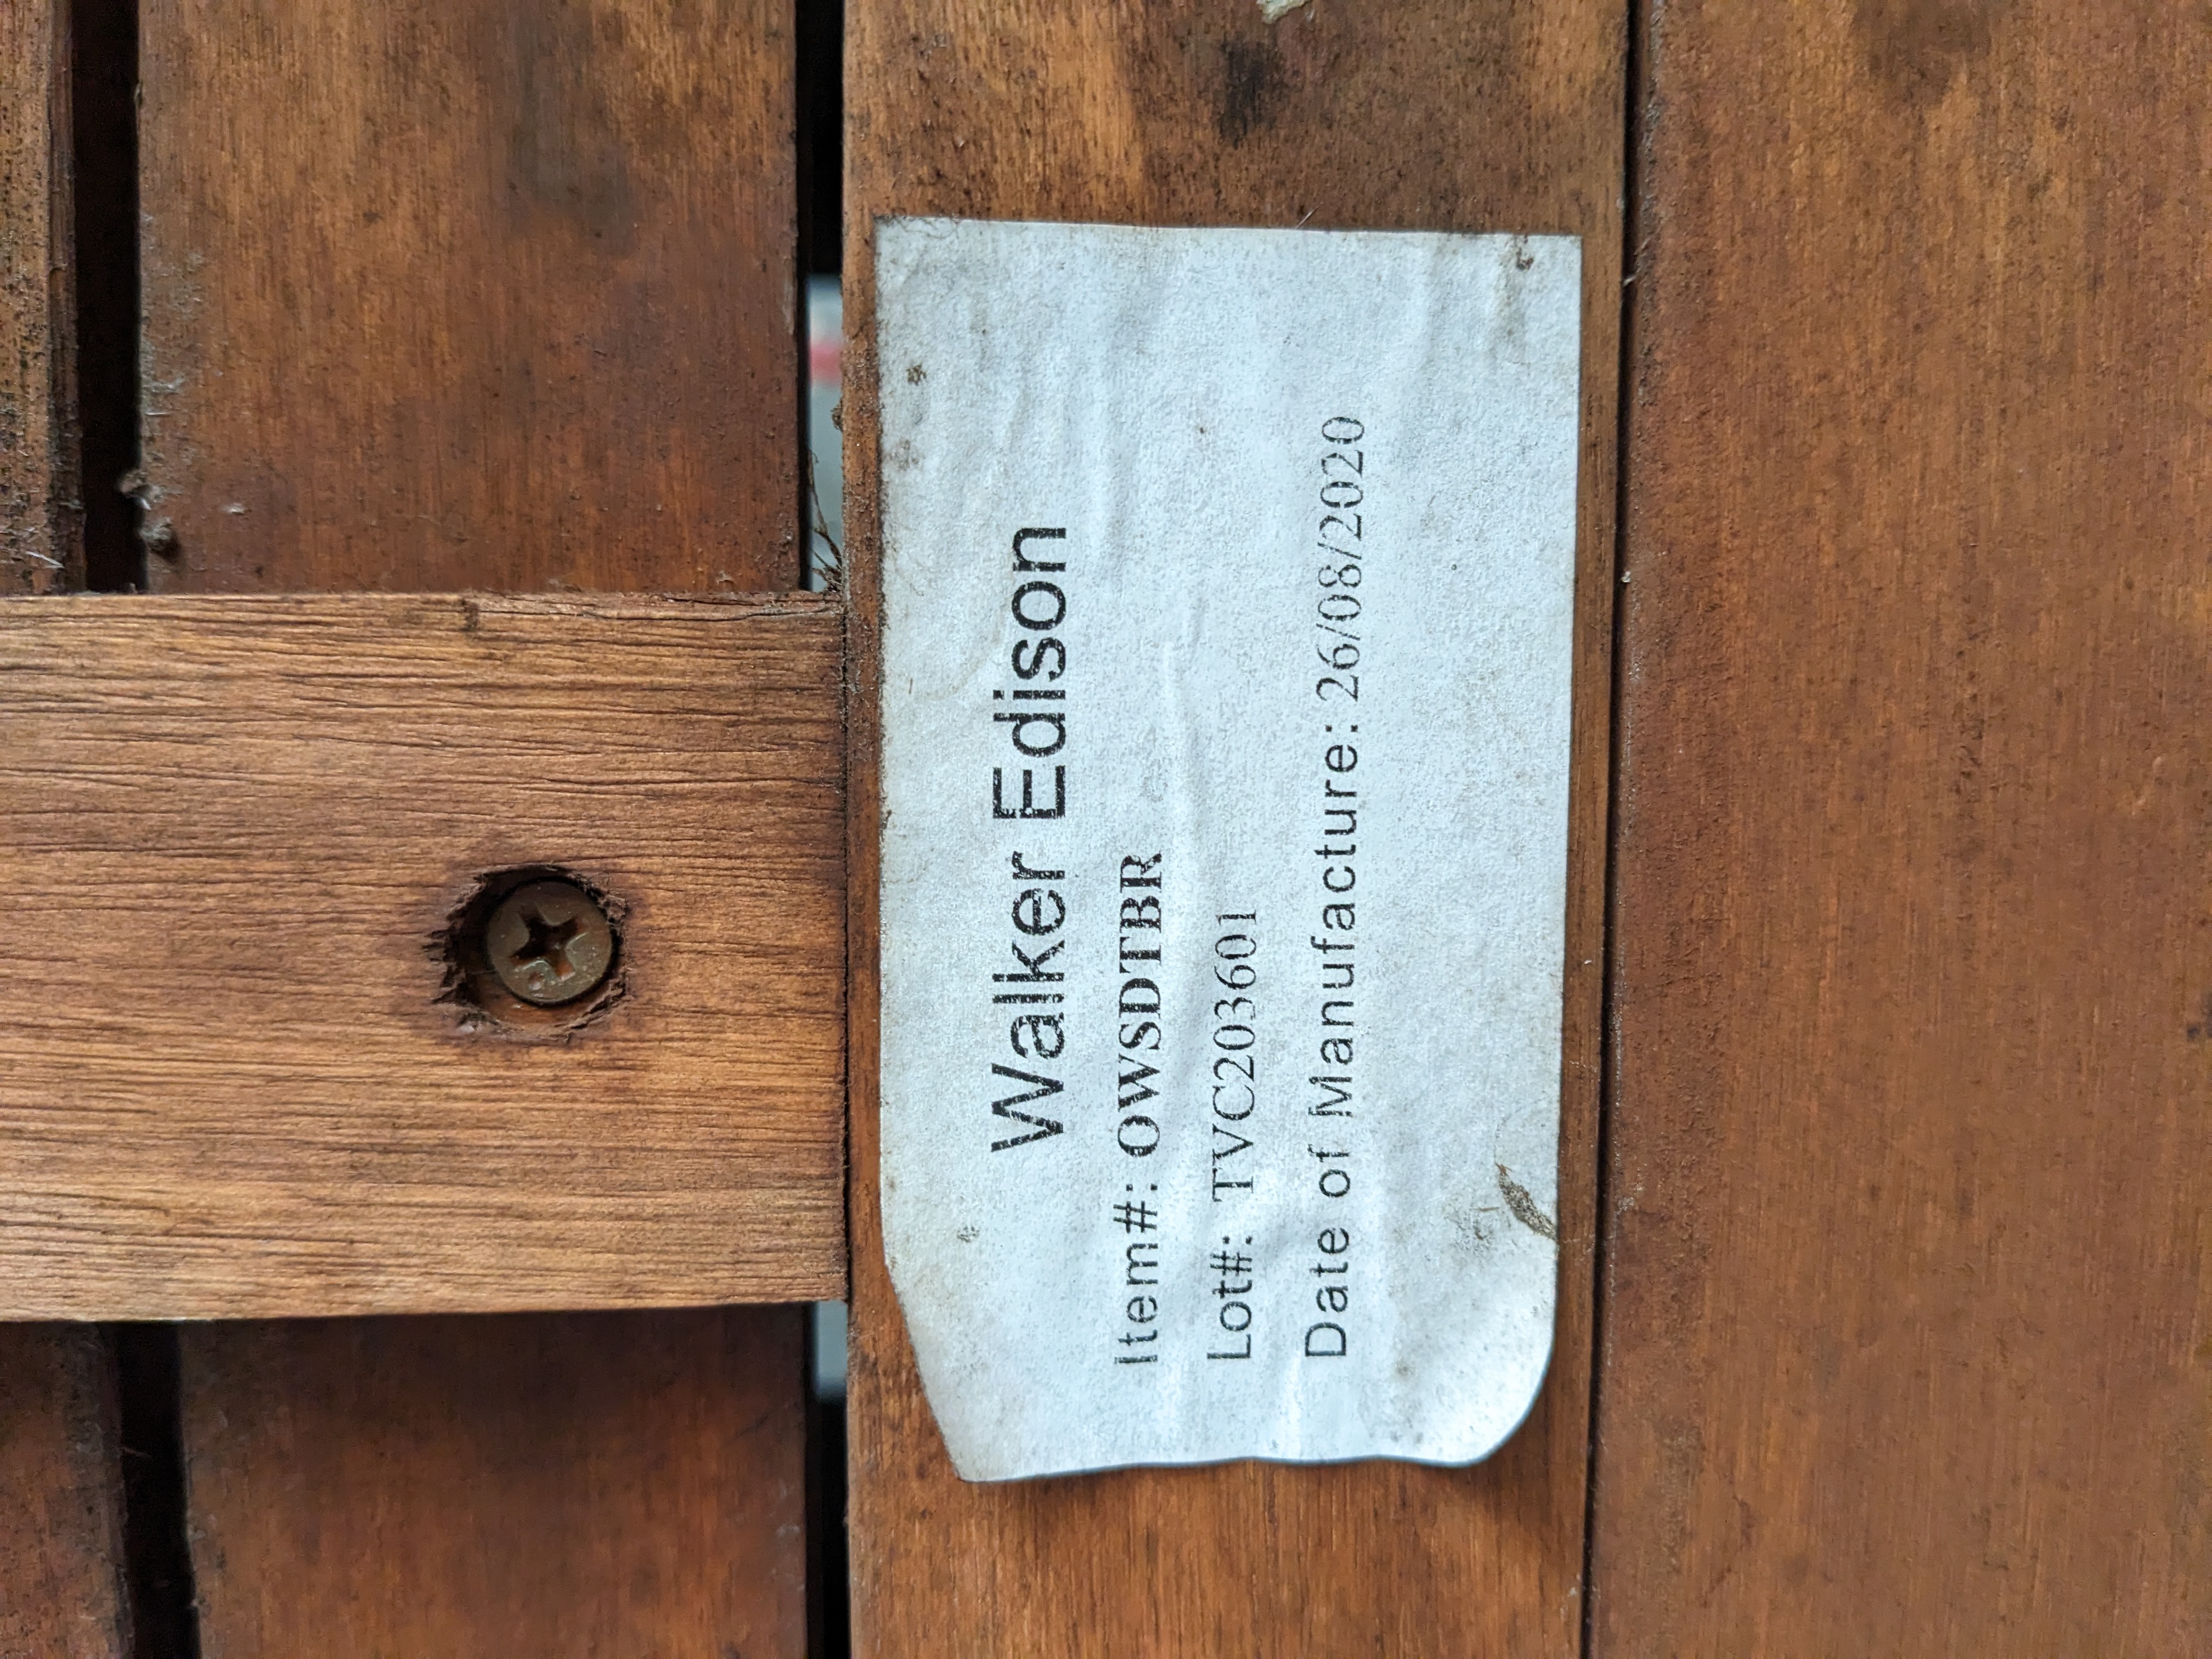 Walker Edison
Item#: OWSDTBR
Lot#: TVC203601
Date of Manufacture: 26/08/2020